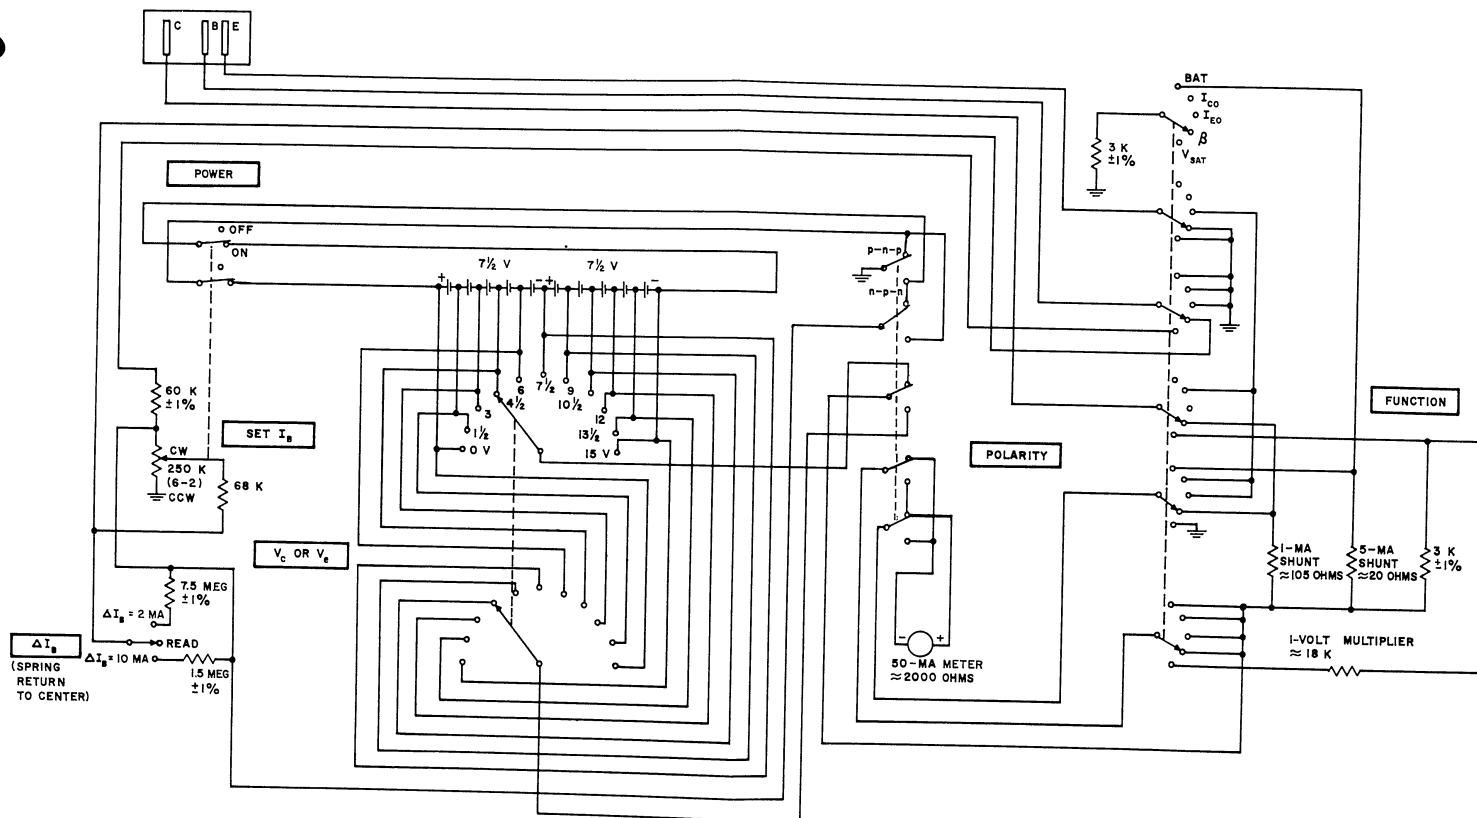 C B E
BAT
I_CO
I_EO
β
V_SAT
3 K
±1%
POWER
OFF
ON
7½ V
7½ V
+ − + −
p-n-p
n-p-n
60 K
±1%
SET I_B
CW
250 K
(6-2)
CCW
68 K
0 V
1½
3
4½
6
7½
9
10½
12
13½
15 V
POLARITY
FUNCTION
V_c OR V_e
7.5 MEG
±1%
ΔI_B = 2 MA
ΔI_B
READ
ΔI_B = 10 MA
1.5 MEG
±1%
(SPRING
RETURN
TO CENTER)
− +
50-MA METER
≈2000 OHMS
1-MA
SHUNT
≈105 OHMS
5-MA
SHUNT
≈20 OHMS
3 K
±1%
1-VOLT MULTIPLIER
≈ 18 K